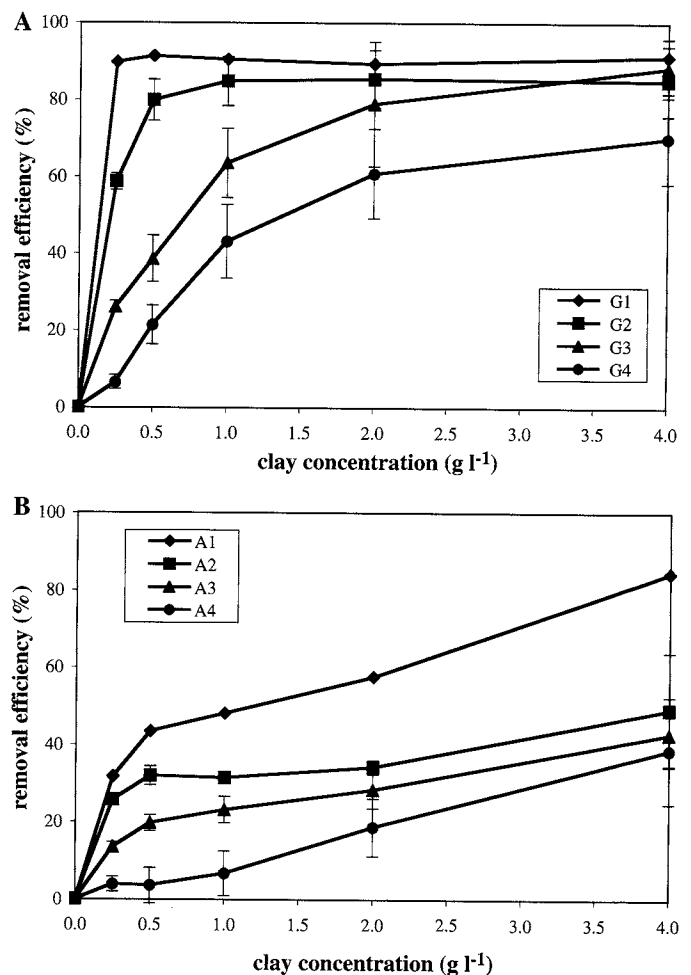 A
100
80
60
40
20
0
removal efficiency (%)
G1
G2
G3
G4
0.0 0.5 1.0 1.5 2.0 2.5 3.0 3.5 4.0
clay concentration (g l-1)
B
100
80
60
40
20
0
removal efficiency (%)
A1
A2
A3
A4
0.0 0.5 1.0 1.5 2.0 2.5 3.0 3.5 4.0
clay concentration (g l-1)